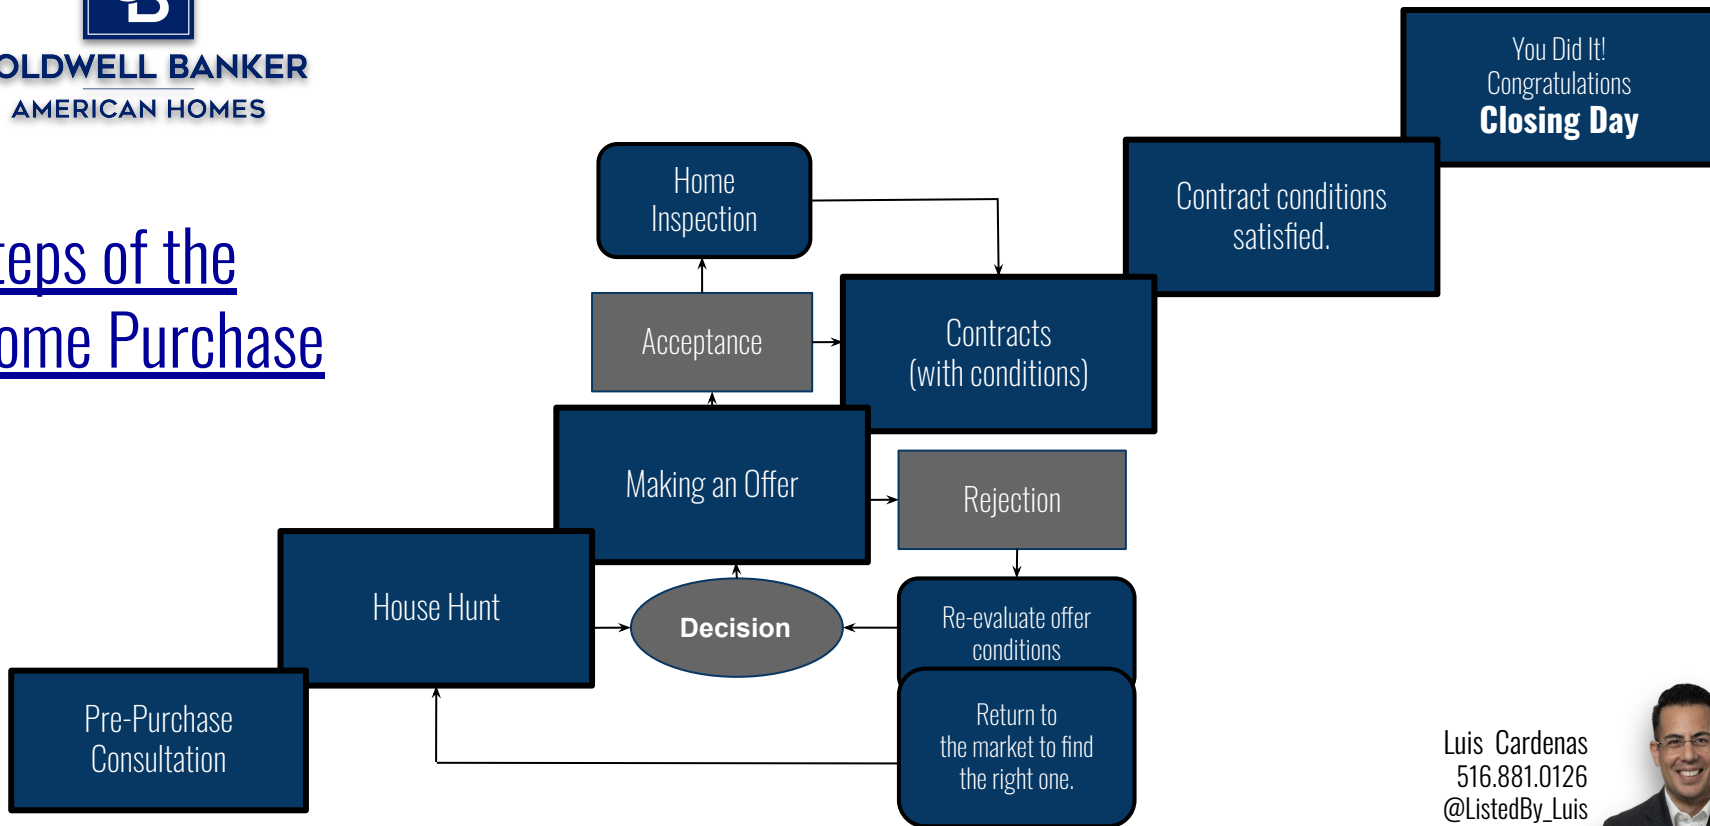 OLDWELL BANKER
AMERICAN HOMES
teps of the
ome Purchase
You Did It!
Congratulations
Closing Day
Contract conditions
satisfied.
Home
Inspection
Acceptance
Contracts
(with conditions)
Making an Offer
Rejection
House Hunt
Decision
Re-evaluate offer
conditions
Return to
the market to find
the right one.
Pre-Purchase
Consultation
Luis Cardenas
516.881.0126
@ListedBy_Luis